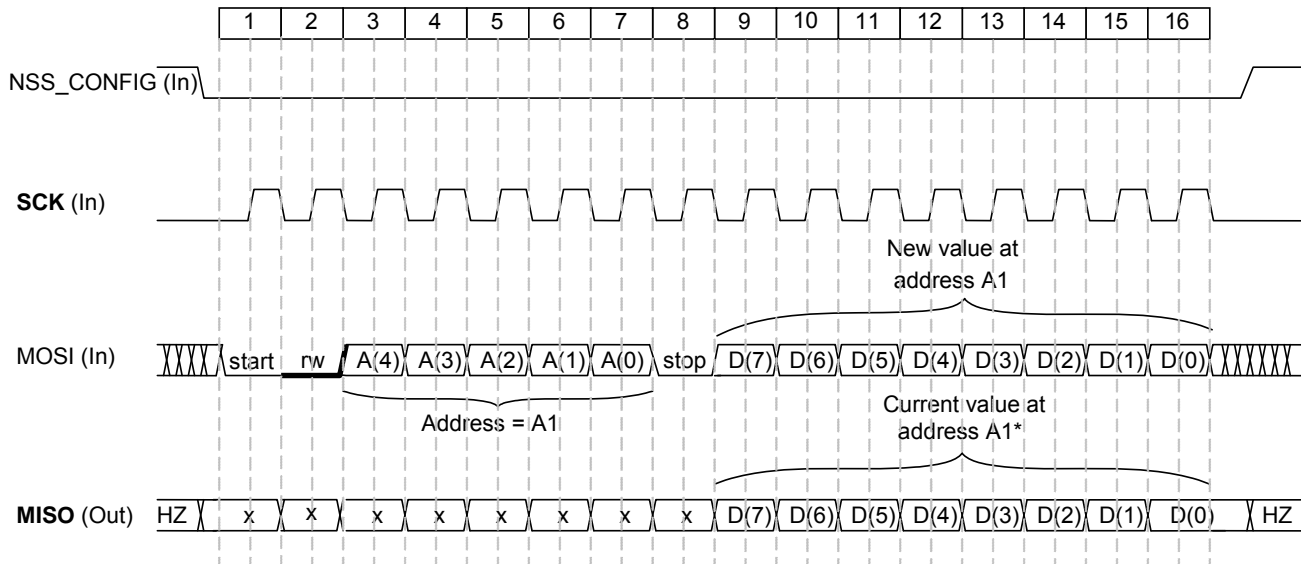 1 2 3 4 5 6 7 8 9 10 11 12 13 14 15 16
NSS_CONFIG (In)
SCK (In)
New value at
address A1
MOSI (In) start rw A(4) A(3) A(2) A(1) A(0) stop D(7) D(6) D(5) D(4) D(3) D(2) D(1) D(0)
Address = A1
Current value at
address A1*
MISO (Out) HZ x x x x x x x x D(7) D(6) D(5) D(4) D(3) D(2) D(1) D(0) HZ